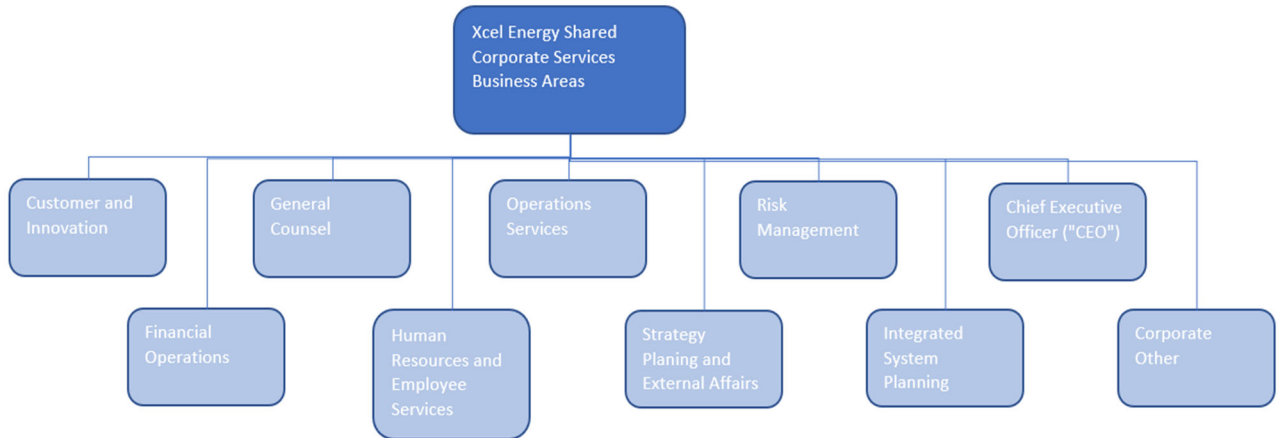 Xcel Energy Shared
Corporate Services
Business Areas
Customer and
Innovation
General
Counsel
Operations
Services
Risk
Management
Chief Executive
Officer ("CEO")
Financial
Operations
Human
Resources and
Employee
Services
Strategy
Planing and
External Affairs
Integrated
System
Planning
Corporate
Other